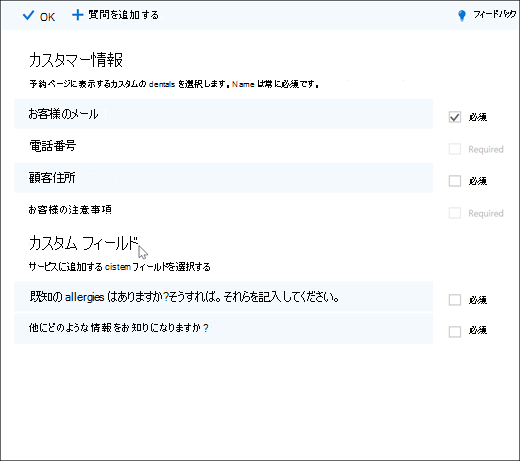 OK
質問を追加する
フィードバック
カスタマー情報
予約ページに表示するカスタムの dentals を選択します。Name は常に必須です。
お客様のメール
必須
電話番号
Required
顧客住所
必須
お客様の注意事項
Required
カスタム フィールド
サービスに追加する cistem フィールドを選択する
既知の allergies はありますか?そうすれば。それらを記入してください。
必須
他にどのような情報をお知りになりますか?
必須